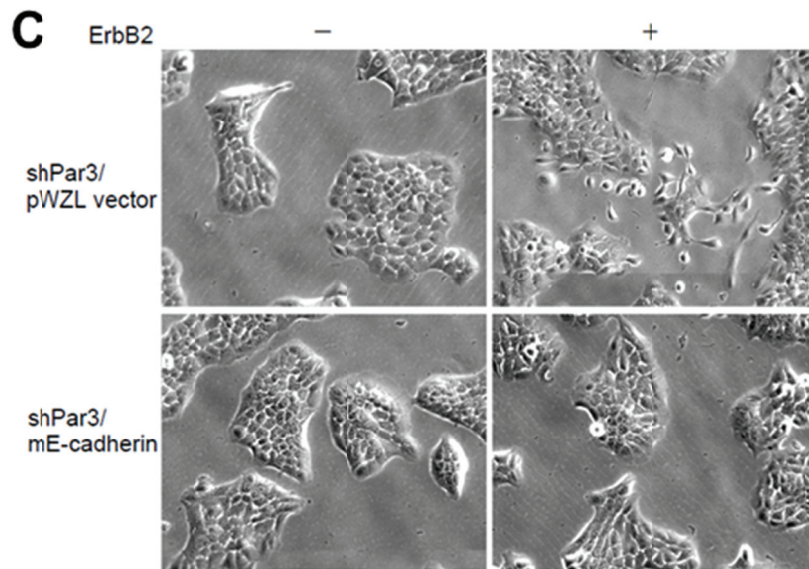 C
ErbB2 − +
shPar3/
pWZL vector
shPar3/
mE-cadherin